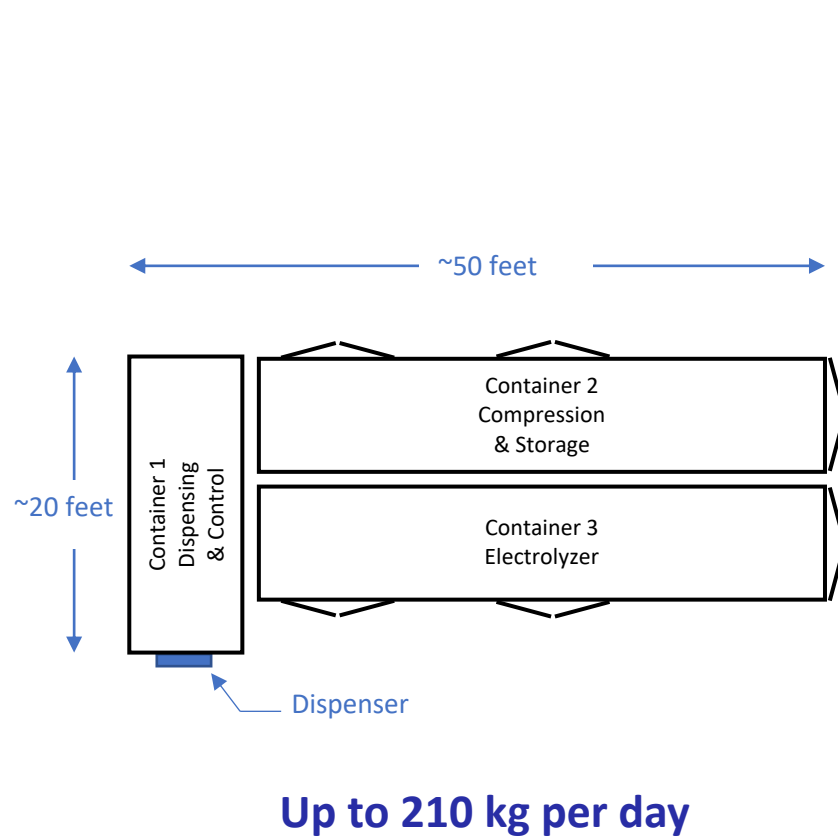 ~50 feet
Container 2
Compression
& Storage
~20 feet
Container 1
Dispensing
& Control
Container 3
Electrolyzer
Dispenser
Up to 210 kg per day